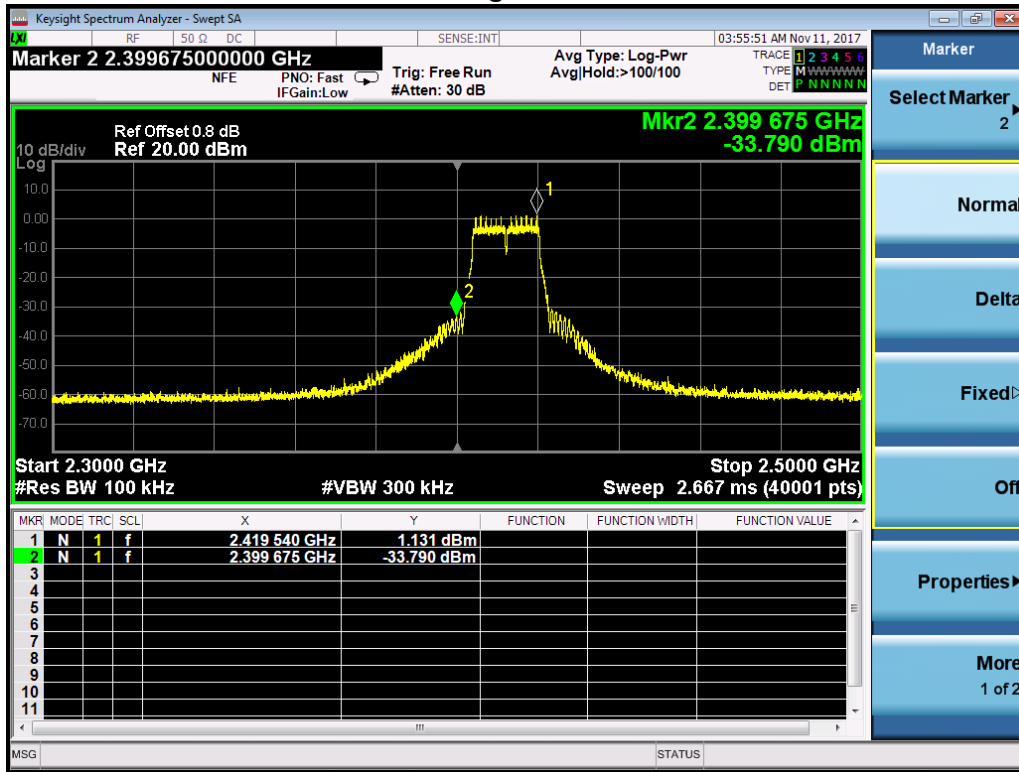 Keysight Spectrum Analyzer - Swept SA
LXI RF 50 Ω DC SENSE:INT 03:55:51 AM Nov 11, 2017
Marker 2 2.399675000000 GHz
NFE PNO: Fast IFGain:Low
Trig: Free Run
#Atten: 30 dB
Avg Type: Log-Pwr
Avg|Hold:>100/100
TRACE 1 2 3 4 5 6
TYPE M WWWWW
DET P N N N N N
Mkr2 2.399 675 GHz
-33.790 dBm
Ref Offset 0.8 dB
10 dB/div Ref 20.00 dBm
Log
10.0
0.00
-10.0
-20.0
-30.0
-40.0
-50.0
-60.0
-70.0
1
2
Start 2.3000 GHz Stop 2.5000 GHz
#Res BW 100 kHz #VBW 300 kHz Sweep 2.667 ms (40001 pts)
MKR MODE TRC SCL X Y FUNCTION FUNCTION WIDTH FUNCTION VALUE
1 N 1 f 2.419 540 GHz 1.131 dBm
2 N 1 f 2.399 675 GHz -33.790 dBm
3
4
5
6
7
8
9
10
11
MSG STATUS
Marker
Select Marker
2
Normal
Delta
Fixed
Off
Properties
More
1 of 2